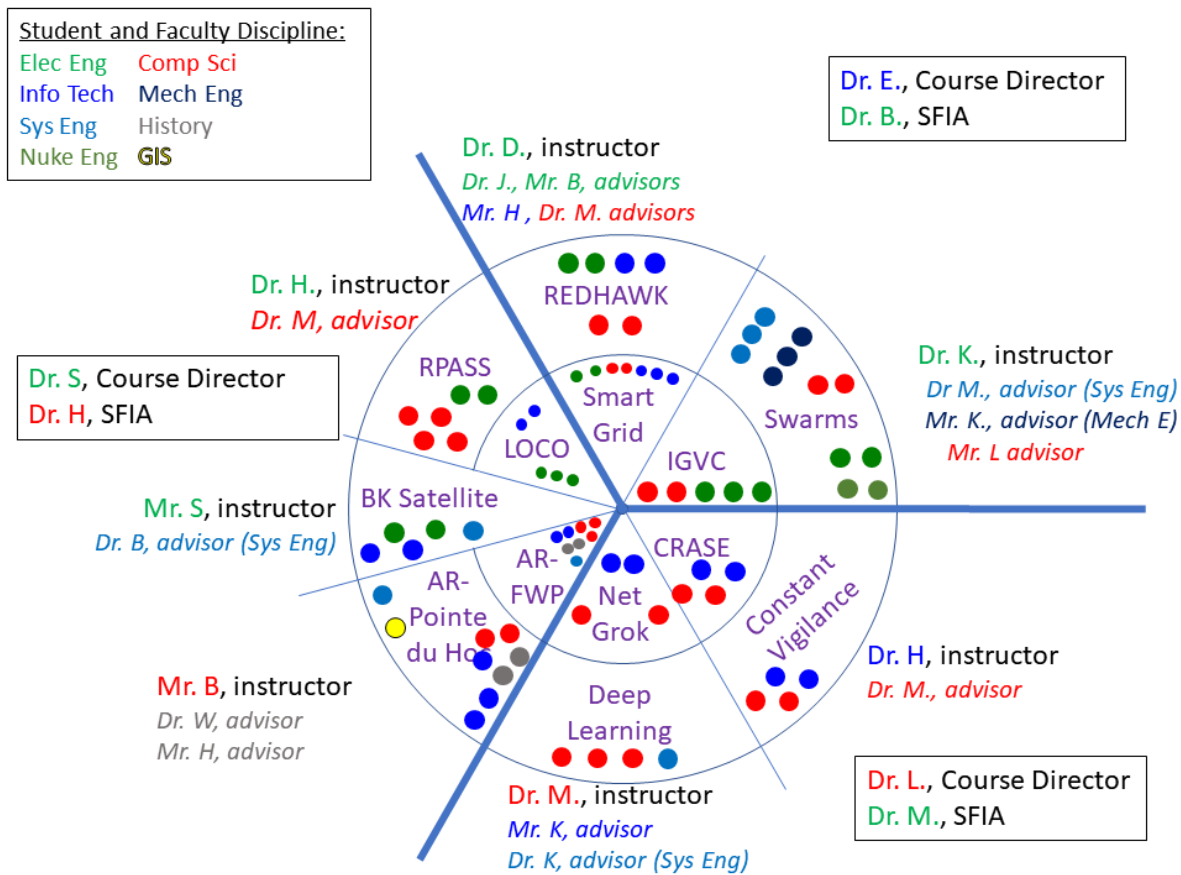 Student and Faculty Discipline:
Elec Eng Comp Sci
Info Tech Mech Eng
Sys Eng History
Nuke Eng GIS
Dr. E., Course Director
Dr. B., SFIA
Dr. D., instructor
Dr. J., Mr. B, advisors
Mr. H , Dr. M. advisors
Dr. H., instructor
Dr. M, advisor
REDHAWK
RPASS
Smart
Grid
Swarms
Dr. K., instructor
Dr M., advisor (Sys Eng)
Mr. K., advisor (Mech E)
Mr. L advisor
Dr. S, Course Director
Dr. H, SFIA
LOCO
IGVC
BK Satellite
Mr. S, instructor
Dr. B, advisor (Sys Eng)
AR-
FWP
CRASE
Net
Grok
AR-
Pointe
du Hoc
Constant
Vigilance
Dr. H, instructor
Dr. M., advisor
Mr. B, instructor
Dr. W, advisor
Mr. H, advisor
Deep
Learning
Dr. M., instructor
Mr. K, advisor
Dr. K, advisor (Sys Eng)
Dr. L., Course Director
Dr. M., SFIA